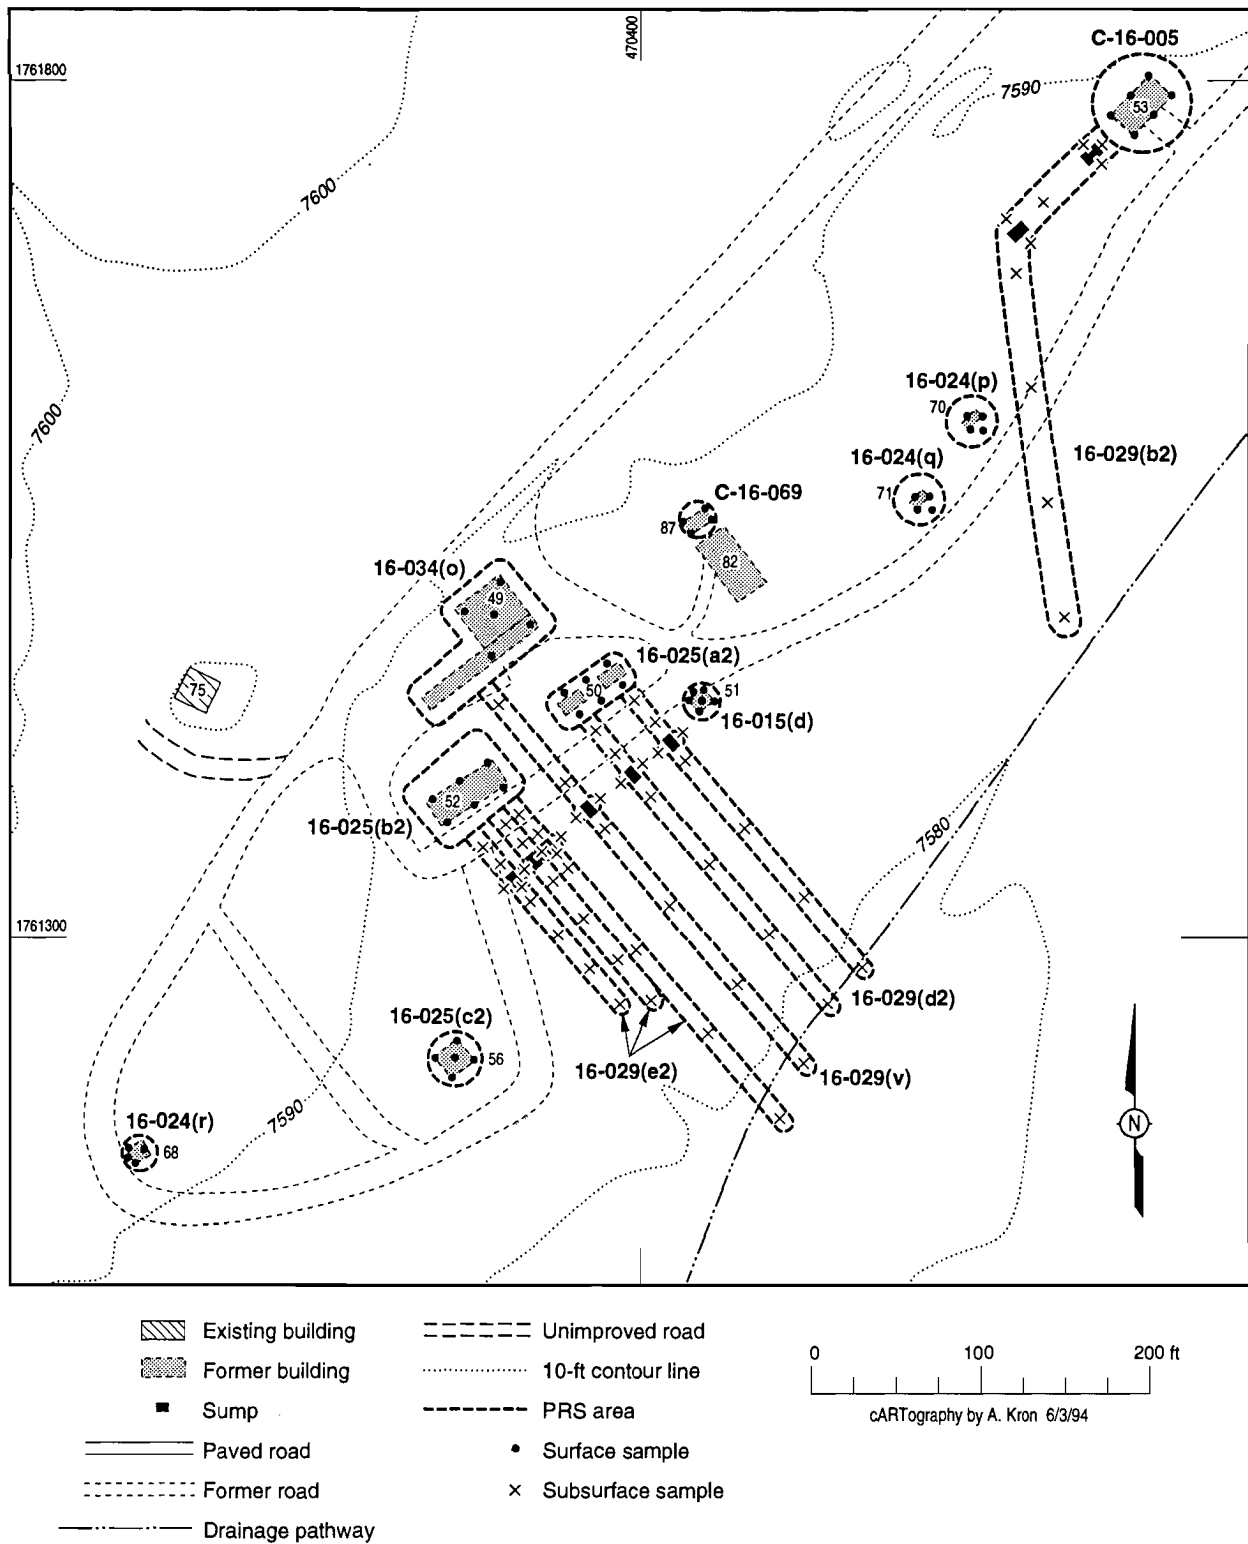 470400
C-16-005
1761800
7590
53
7600
7600
16-024(p)
70
16-029(b2)
16-024(q)
71
C-16-069
87
82
16-034(o)
49
16-025(a2)
50
51
16-015(d)
75
52
16-025(b2)
7580
1761300
16-029(d2)
16-025(c2)
56
16-029(e2)
16-029(v)
N
7590
16-024(r)
68
Existing building
Former building
Sump
Paved road
Former road
Drainage pathway
Unimproved road
10-ft contour line
PRS area
Surface sample
Subsurface sample
0 100 200 ft
cARTography by A. Kron 6/3/94